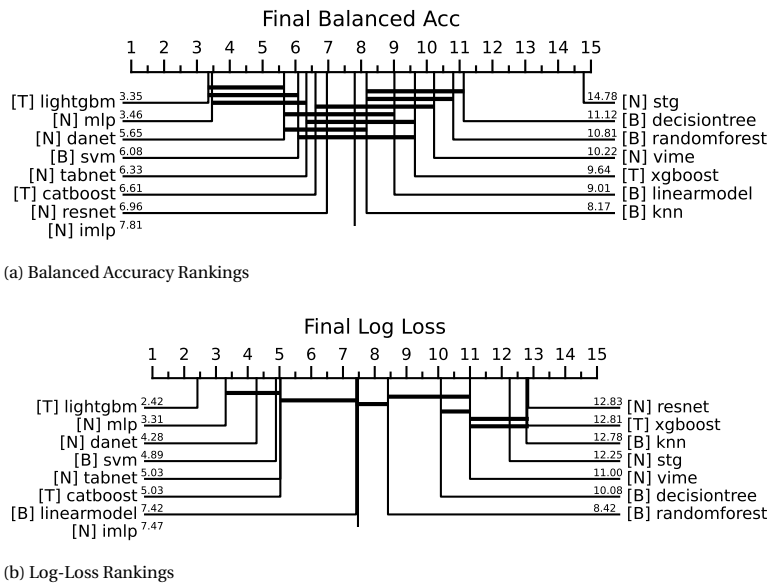 Final Balanced Acc
1 2 3 4 5 6 7 8 9 10 11 12 13 14 15
[T] lightgbm 3.35 14.78 [N] stg
[N] mlp 3.46 11.12 [B] decisiontree
[N] danet 5.65 10.81 [B] randomforest
[B] svm 6.08 10.22 [N] vime
[N] tabnet 6.33 9.64 [T] xgboost
[T] catboost 6.61 9.01 [B] linearmodel
[N] resnet 6.96 8.17 [B] knn
[N] imlp 7.81
(a) Balanced Accuracy Rankings
Final Log Loss
1 2 3 4 5 6 7 8 9 10 11 12 13 14 15
[T] lightgbm 2.42 12.83 [N] resnet
[N] mlp 3.31 12.81 [T] xgboost
[N] danet 4.28 12.78 [B] knn
[B] svm 4.89 12.25 [N] stg
[N] tabnet 5.03 11.00 [N] vime
[T] catboost 5.03 10.08 [B] decisiontree
[B] linearmodel 7.42 8.42 [B] randomforest
[N] imlp 7.47
(b) Log-Loss Rankings